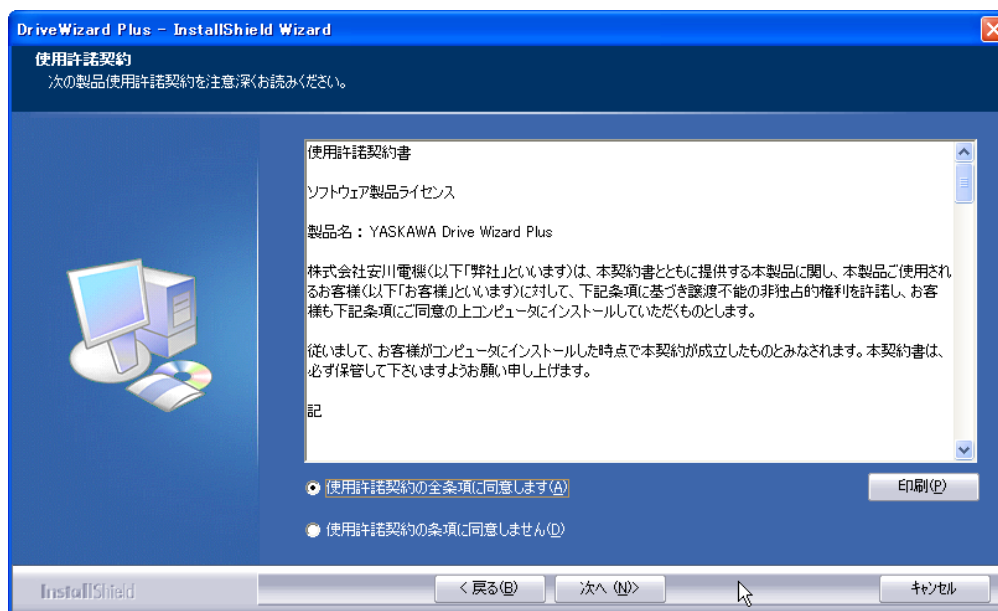 DriveWizard Plus - InstallShield Wizard
使用許諾契約
次の製品使用許諾契約を注意深くお読みください。
使用許諾契約書
ソフトウェア製品ライセンス
製品名： YASKAWA Drive Wizard Plus
株式会社安川電機(以下「弊社」といいます)は、本契約書とともに提供する本製品に関し、本製品ご使用され
るお客様(以下「お客様」といいます)に対して、下記条項に基づき譲渡不能の非独占的権利を許諾し、お客
様も下記条項にご同意の上コンピュータにインストールしていただくものとします。
従いまして、お客様がコンピュータにインストールした時点で本契約が成立したものとみなされます。本契約書は、
必ず保管して下さいますようお願い申し上げます。
記
使用許諾契約の全条項に同意します(A)
印刷(P)
使用許諾契約の条項に同意しません(D)
InstallShield
< 戻る(B)
次へ (N)>
キャンセル